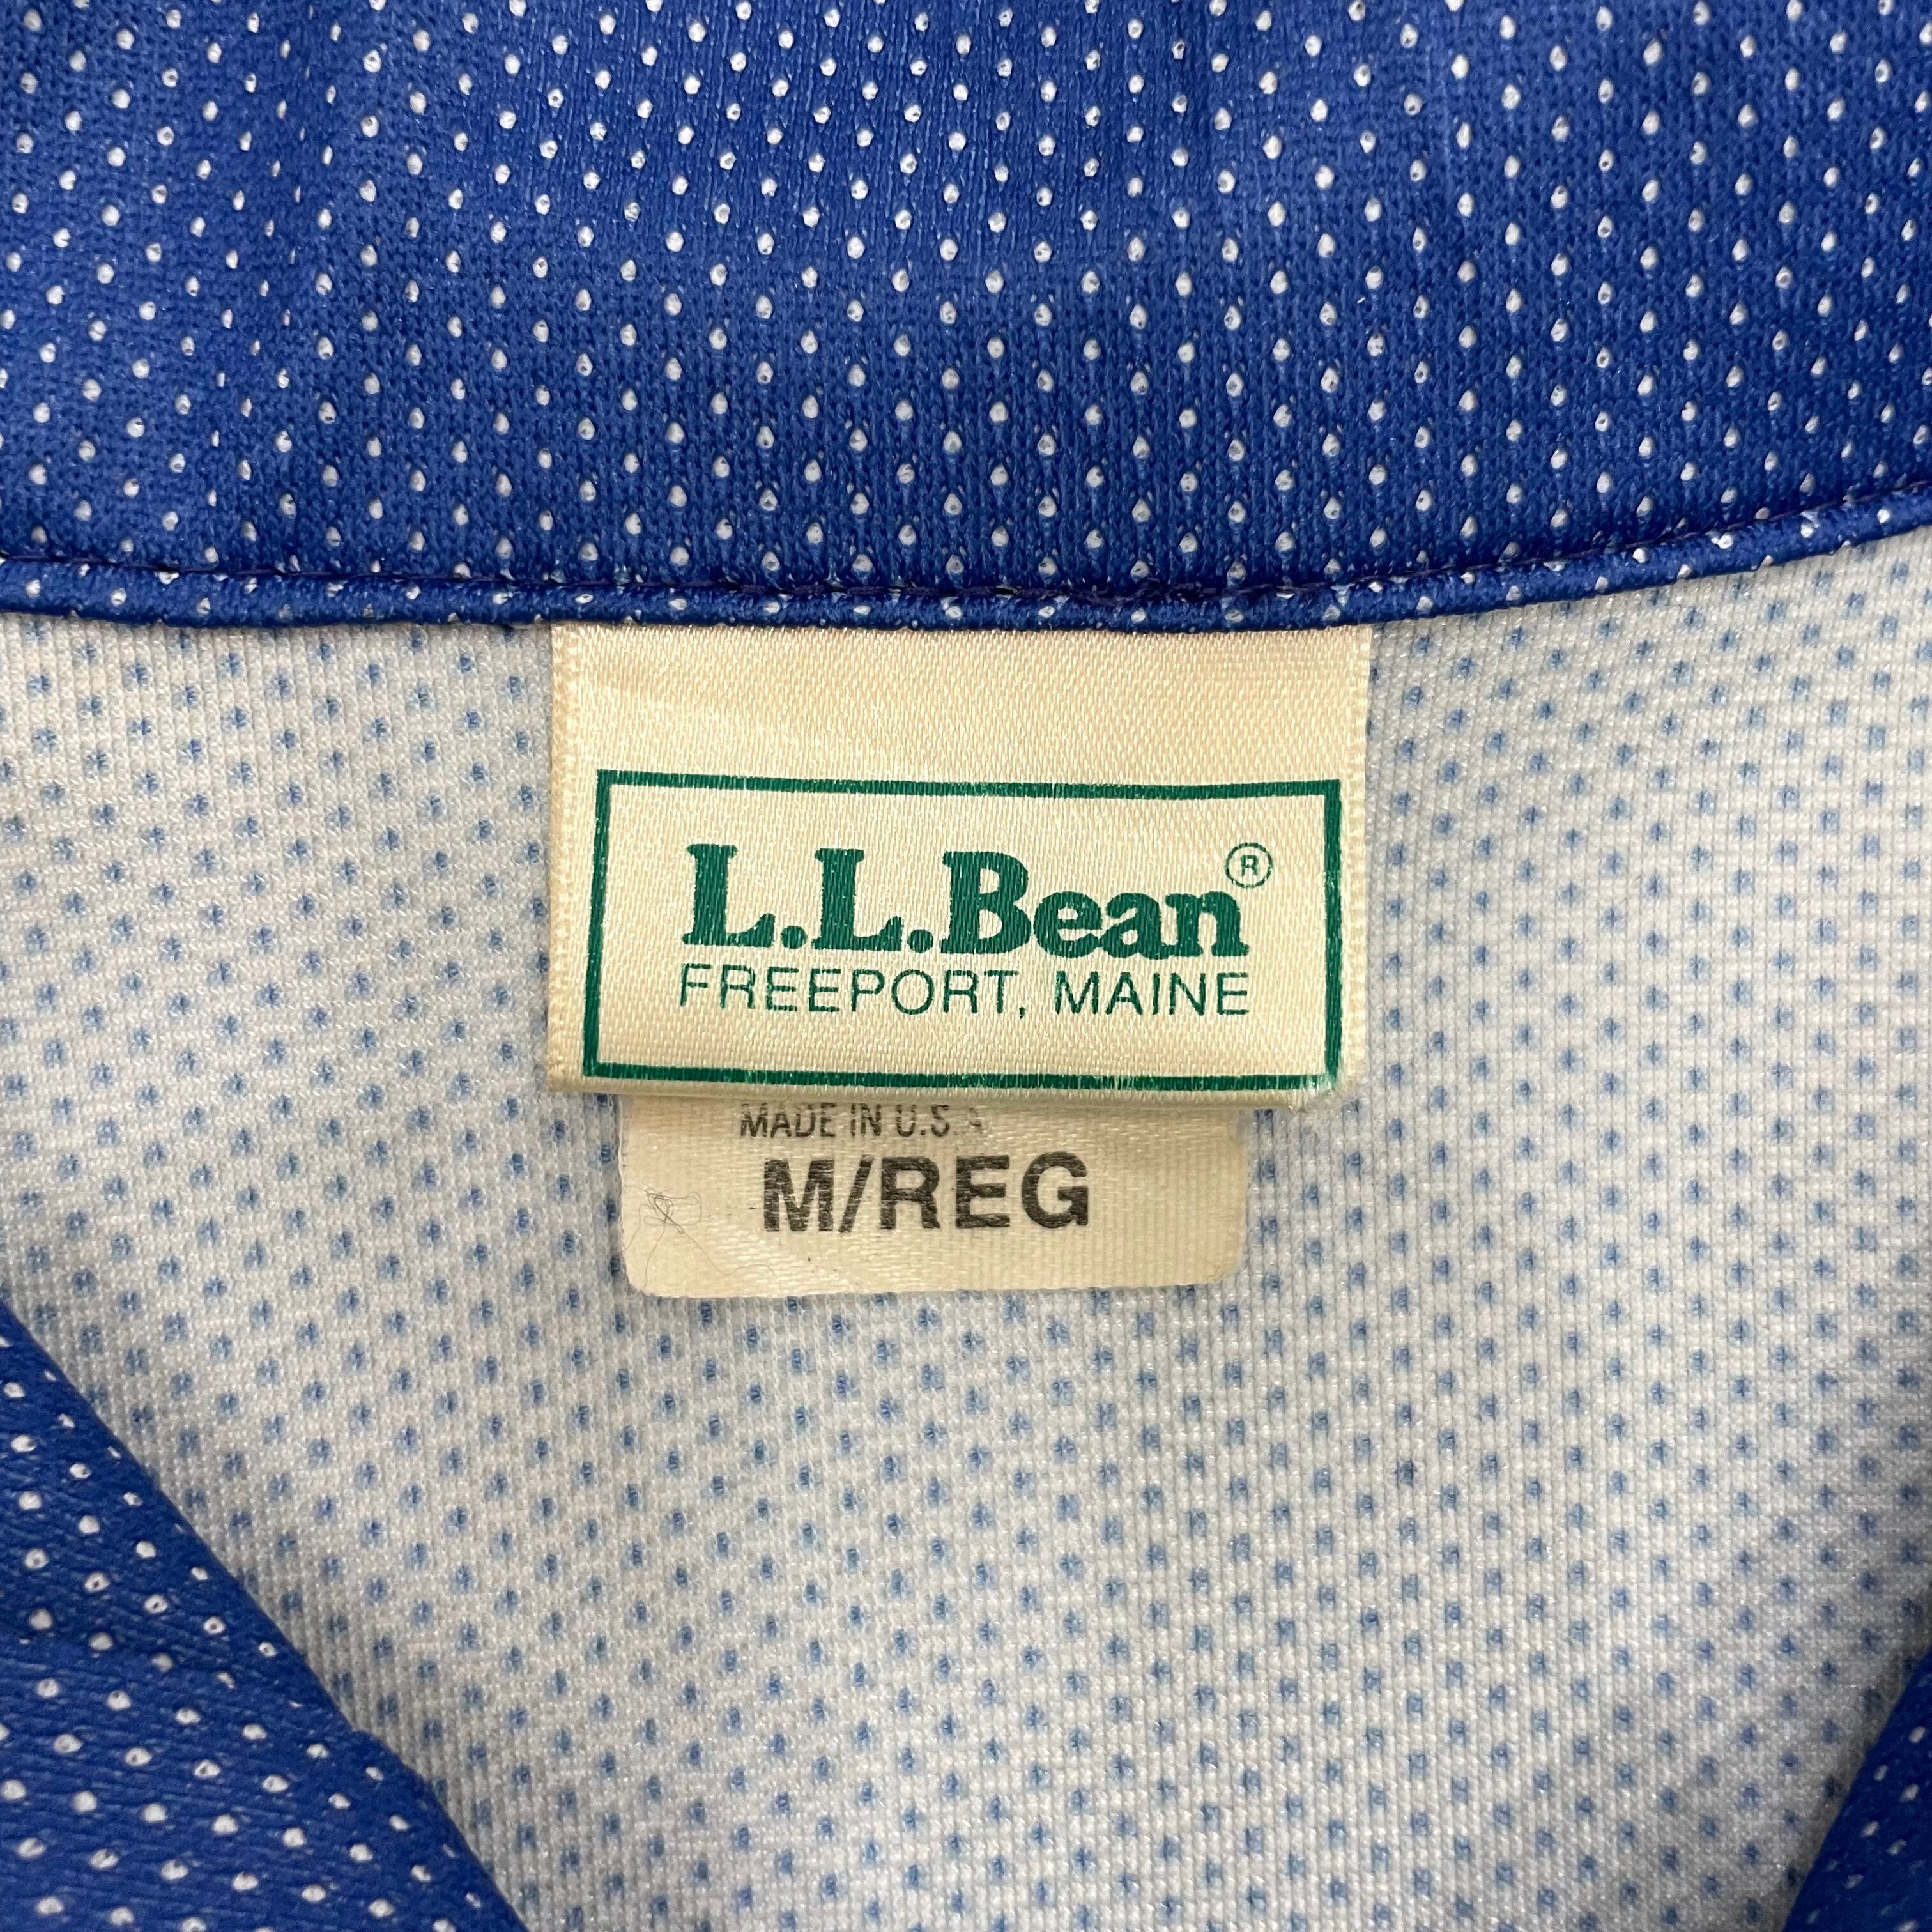 L.L.Bean®
FREEPORT, MAINE
MADE IN U.S.A
M/REG